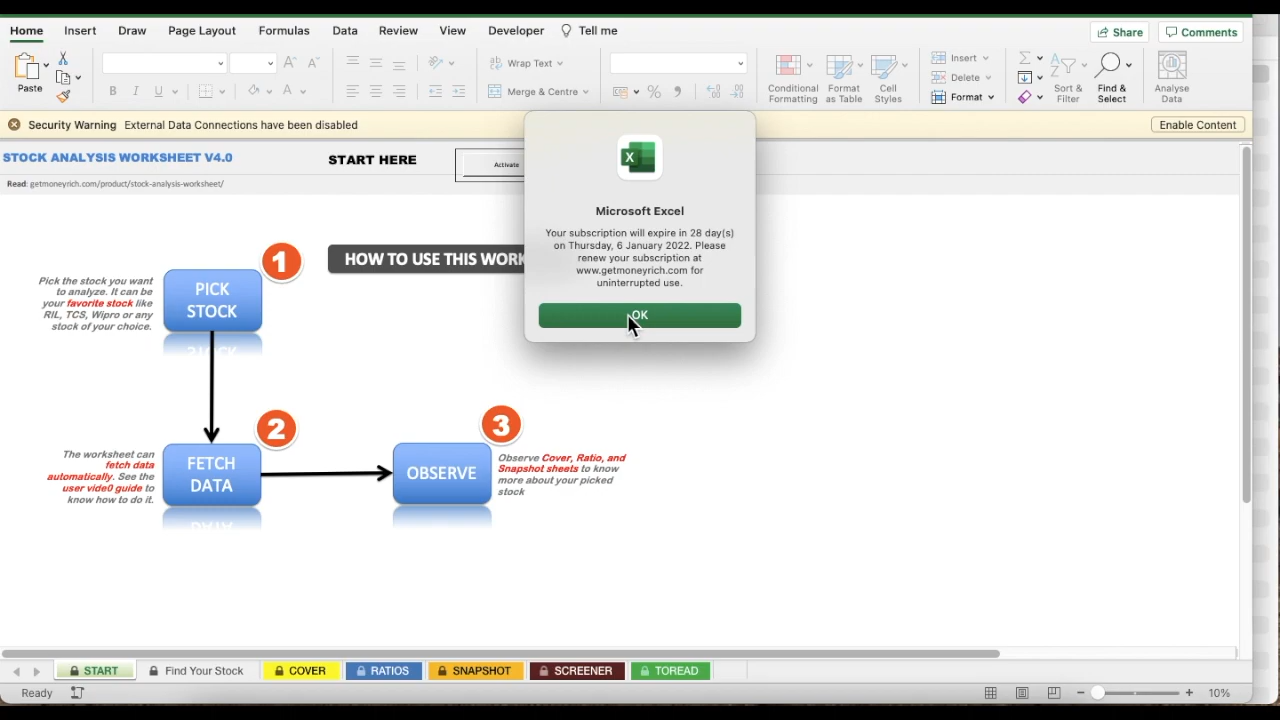 Home Insert Draw Page Layout Formulas Data Review View Developer Tell me Share Comments
Paste
B I U
A A
A
ab Wrap Text
Merge & Centre
%
Conditional Formatting
Format as Table
Cell Styles
Insert
Delete
Format
Sort & Filter
Find & Select
Analyse Data
Security Warning External Data Connections have been disabled Enable Content
STOCK ANALYSIS WORKSHEET V4.0
START HERE
Activate
Read: getmoneyrich.com/product/stock-analysis-worksheet/
Microsoft Excel
Your subscription will expire in 28 day(s)
on Thursday, 6 January 2022. Please
renew your subscription at
www.getmoneyrich.com for
uninterrupted use.
OK
HOW TO USE THIS WORK
1
Pick the stock you want
to analyze. It can be
your favorite stock like
RIL, TCS, Wipro or any
stock of your choice.
PICK
STOCK
2
The worksheet can
fetch data
automatically. See the
user vide0 guide to
know how to do it.
FETCH
DATA
3
OBSERVE
Observe Cover, Ratio, and
Snapshot sheets to know
more about your picked
stock
START Find Your Stock COVER RATIOS SNAPSHOT SCREENER TOREAD
Ready
10%